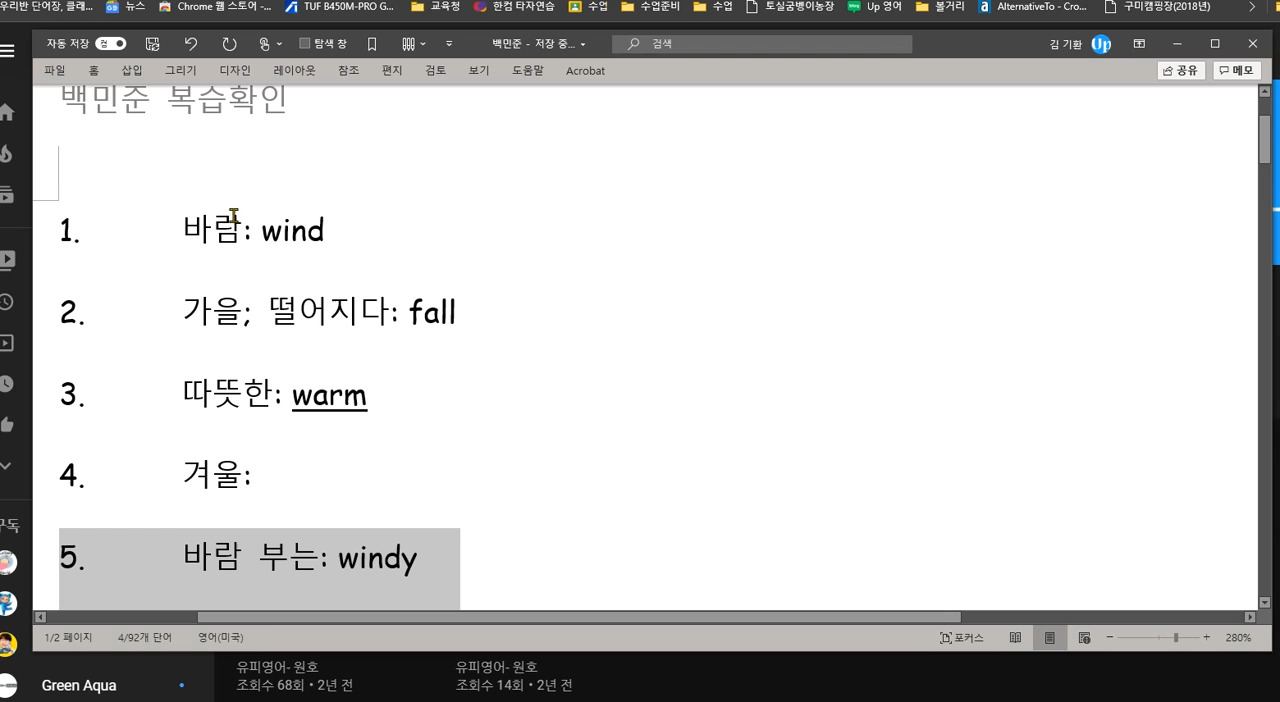 우리반 단어장, 클래... 뉴스 Chrome 웹 스토어 -... TUF B450M-PRO G... 교육청 한컴 타자연습 수업 수업준비 수업 토실굼벵이농장 Up 영어 볼거리 AlternativeTo - Cro... 구미캠핑장(2018년)
자동 저장 켬 탐색 창 백민준 - 저장 중... 검색 김 기환 Up
파일 홈 삽입 그리기 디자인 레이아웃 참조 편지 검토 보기 도움말 Acrobat 공유 메모
백민준 복습확인
1. 바람: wind
2. 가을; 떨어지다: fall
3. 따뜻한: warm
4. 겨울:
5. 바람 부는: windy
구독
1/2 페이지 4/92개 단어 영어(미국) 포커스 280%
유피영어- 원호 유피영어- 원호
Green Aqua 조회수 68회 • 2년 전 조회수 14회 • 2년 전